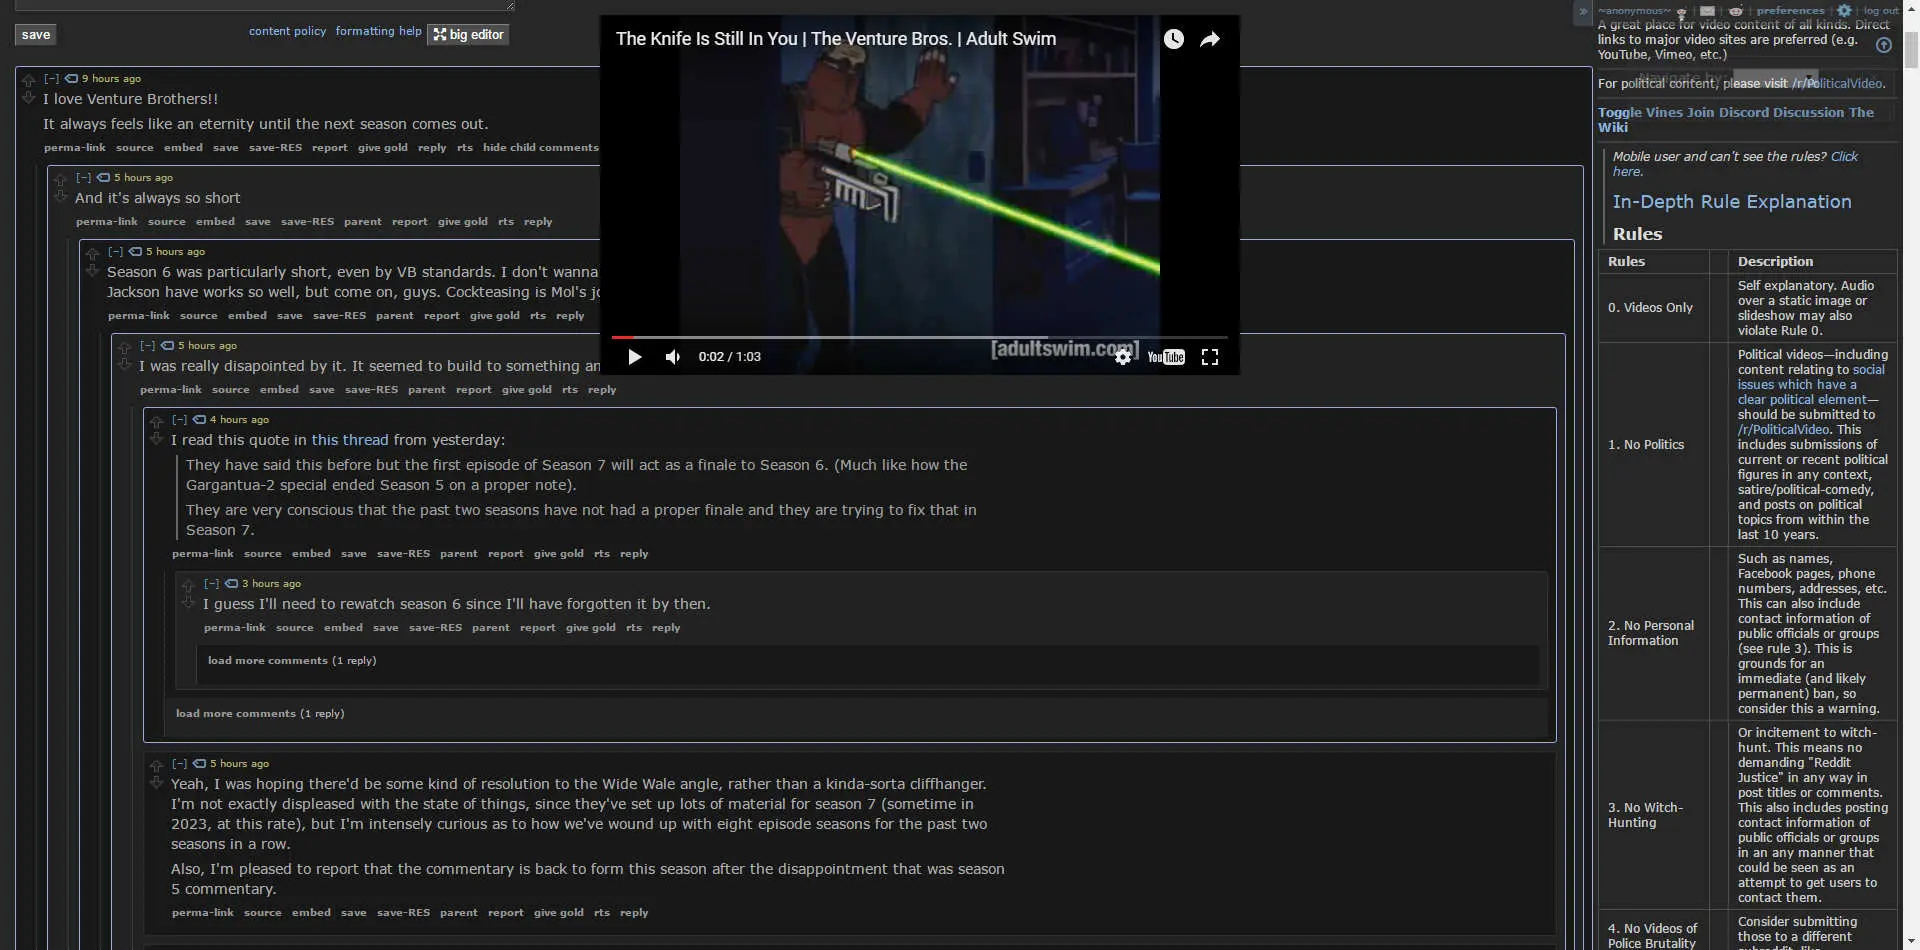 save
content policy formatting help big editor
[-] 9 hours ago
I love Venture Brothers!!
It always feels like an eternity until the next season comes out.
perma-link source embed save save-RES report give gold reply rts hide child comments
[-] 5 hours ago
And it's always so short
perma-link source embed save save-RES parent report give gold rts reply
[-] 5 hours ago
Season 6 was particularly short, even by VB standards. I don't wanna
Jackson have works so well, but come on, guys. Cockteasing is Mol's
perma-link source embed save save-RES parent report give gold rts reply
[-] 5 hours ago
I was really disapointed by it. It seemed to build to something
perma-link source embed save save-RES parent report give gold rts reply
[-] 4 hours ago
I read this quote in this thread from yesterday:
They have said this before but the first episode of Season 7 will act as a finale to Season 6. (Much like how the
Gargantua-2 special ended Season 5 on a proper note).
They are very conscious that the past two seasons have not had a proper finale and they are trying to fix that in
Season 7.
perma-link source embed save save-RES parent report give gold rts reply
[-] 3 hours ago
I guess I'll need to rewatch season 6 since I'll have forgotten it by then.
perma-link source embed save save-RES parent report give gold rts reply
load more comments (1 reply)
load more comments (1 reply)
[-] 5 hours ago
Yeah, I was hoping there'd be some kind of resolution to the Wide Wale angle, rather than a kinda-sorta cliffhanger.
I'm not exactly displeased with the state of things, since they've set up lots of material for season 7 (sometime in
2023, at this rate), but I'm intensely curious as to how we've wound up with eight episode seasons for the past two
seasons in a row.
Also, I'm pleased to report that the commentary is back to form this season after the disappointment that was season
5 commentary.
perma-link source embed save save-RES parent report give gold rts reply
The Knife Is Still In You | The Venture Bros. | Adult Swim
[adultswim.com]
0:02 / 1:03
YouTube
» ~anonymous~ | preferences | log out
A great place for video content of all kinds. Direct
links to major video sites are preferred (e.g.
YouTube, Vimeo, etc.)
Navigate by:
For political content, please visit /r/PoliticalVideo.
Toggle Vines Join Discord Discussion The
Wiki
Mobile user and can't see the rules? Click
here.
In-Depth Rule Explanation
Rules
Rules Description
0. Videos Only
Self explanatory. Audio
over a static image or
slideshow may also
violate Rule 0.
1. No Politics
Political videos—including
content relating to social
issues which have a
clear political element—
should be submitted to
/r/PoliticalVideo. This
includes submissions of
current or recent political
figures in any context,
satire/political-comedy,
and posts on political
topics from within the
last 10 years.
2. No Personal
Information
Such as names,
Facebook pages, phone
numbers, addresses, etc.
This can also include
contact information of
public officials or groups
(see rule 3). This is
grounds for an
immediate (and likely
permanent) ban, so
consider this a warning.
3. No Witch-
Hunting
Or incitement to witch-
hunt. This means no
demanding "Reddit
Justice" in any way in
post titles or comments.
This also includes posting
contact information of
public officials or groups
in an any manner that
could be seen as an
attempt to get users to
contact them.
4. No Videos of
Police Brutality
Consider submitting
those to a different